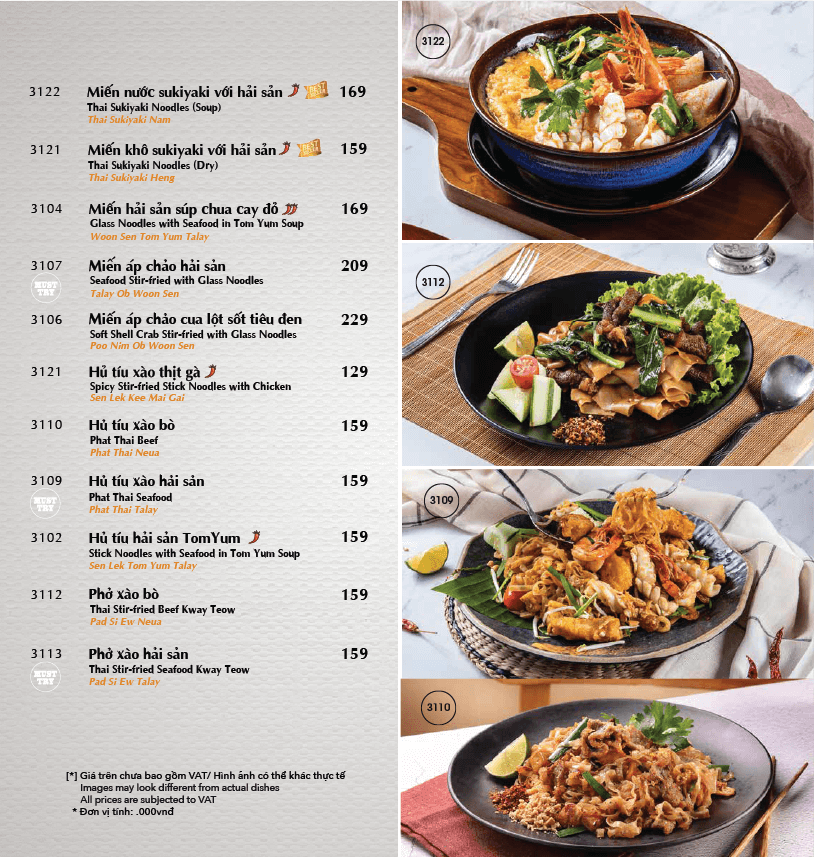 3122 Miến nước sukiyaki với hải sản BEST 169
Thai Sukiyaki Noodles (Soup)
Thai Sukiyaki Nam
3121 Miến khô sukiyaki với hải sản BEST 159
Thai Sukiyaki Noodles (Dry)
Thai Sukiyaki Heng
3104 Miến hải sản súp chua cay đỏ 169
Glass Noodles with Seafood in Tom Yum Soup
Woon Sen Tom Yum Talay
3107 Miến áp chảo hải sản 209
MUST TRY
Seafood Stir-fried with Glass Noodles
Talay Ob Woon Sen
3106 Miến áp chảo cua lột sốt tiêu đen 229
Soft Shell Crab Stir-fried with Glass Noodles
Poo Nim Ob Woon Sen
3121 Hủ tíu xào thịt gà 129
Spicy Stir-fried Stick Noodles with Chicken
Sen Lek Kee Mai Gai
3110 Hủ tíu xào bò 159
Phat Thai Beef
Phat Thai Neua
3109 Hủ tíu xào hải sản 159
MUST TRY
Phat Thai Seafood
Phat Thai Talay
3102 Hủ tíu hải sản TomYum 159
Stick Noodles with Seafood in Tom Yum Soup
Sen Lek Tom Yum Talay
3112 Phở xào bò 159
Thai Stir-fried Beef Kway Teow
Pad Si Ew Neua
3113 Phở xào hải sản 159
MUST TRY
Thai Stir-fried Seafood Kway Teow
Pad Si Ew Talay
[*] Giá trên chưa bao gồm VAT/ Hình ảnh có thể khác thực tế
Images may look different from actual dishes
All prices are subjected to VAT
* Đơn vị tính: .000vnđ
3122
3112
3109
3110